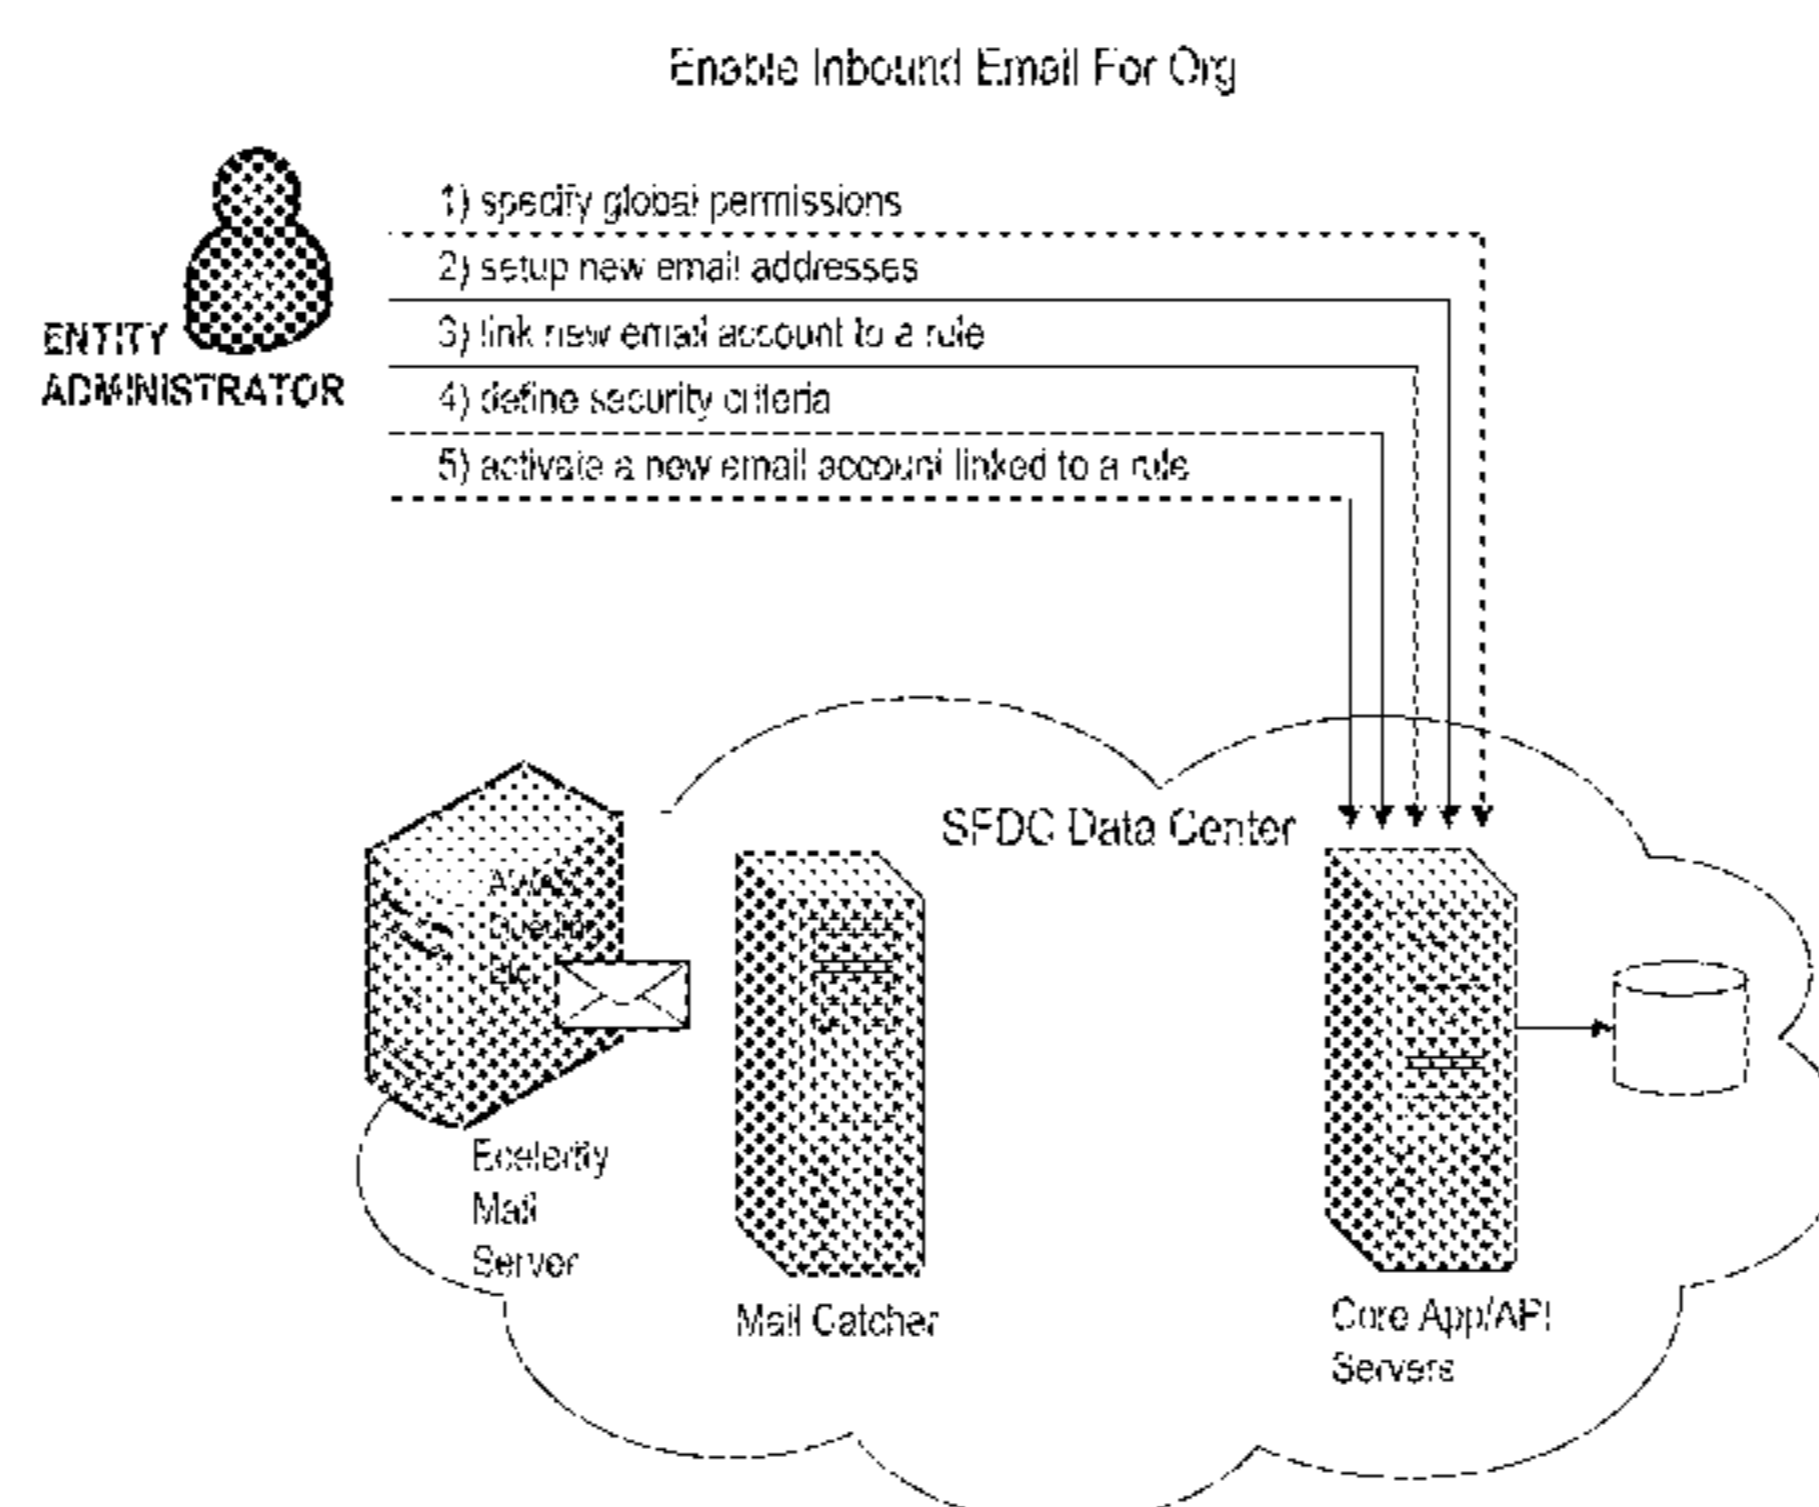 Enable Inbound Email For Org
1) specify global permissions
2) setup new email addresses
3) link new email account to a rule
4) define security criteria
5) activate a new email account linked to a rule
ENTITY
ADMINISTRATOR
SFDC Data Center
Ecelerity
Mail
Server
Mail Catcher
Core App/API
Servers